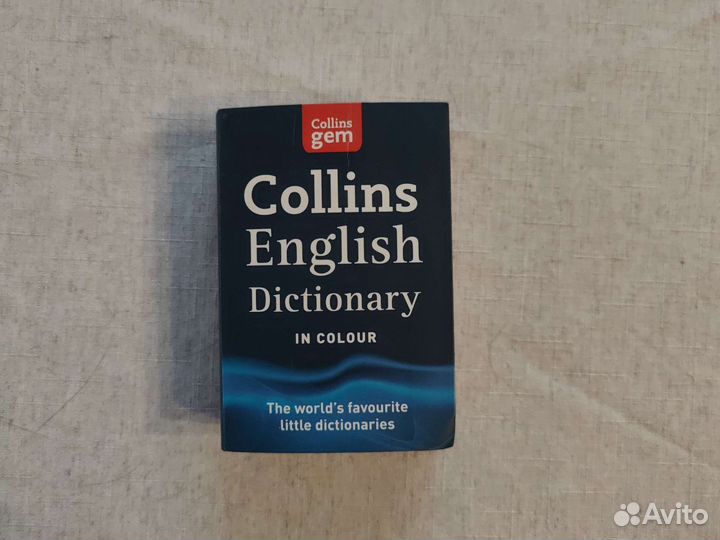 Collins
gem
Collins
English
Dictionary
IN COLOUR
The world's favourite
little dictionaries
Avito